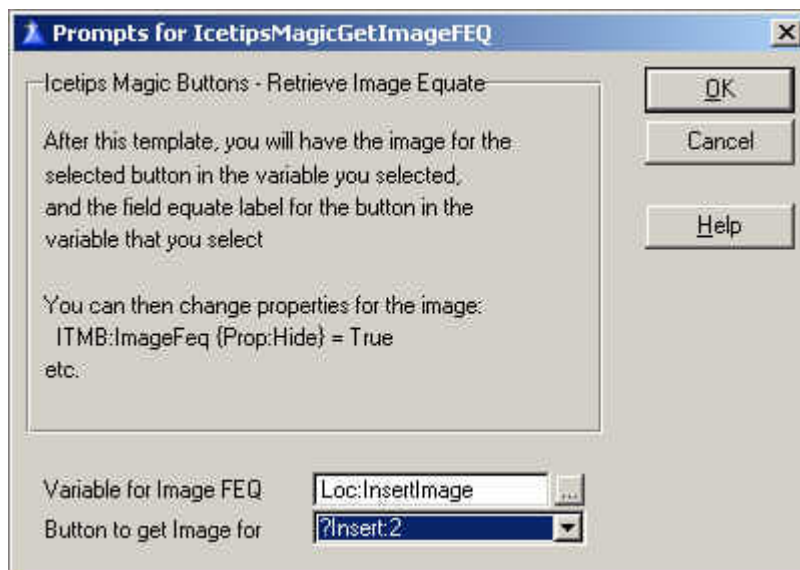 Prompts for IcetipsMagicGetImageFEQ
Icetips Magic Buttons - Retrieve Image Equate
After this template, you will have the image for the
selected button in the variable you selected,
and the field equate label for the button in the
variable that you select
You can then change properties for the image:
ITMB:ImageFeq {Prop:Hide} = True
etc.
OK
Cancel
Help
Variable for Image FEQ Loc:InsertImage ...
Button to get Image for ?Insert:2